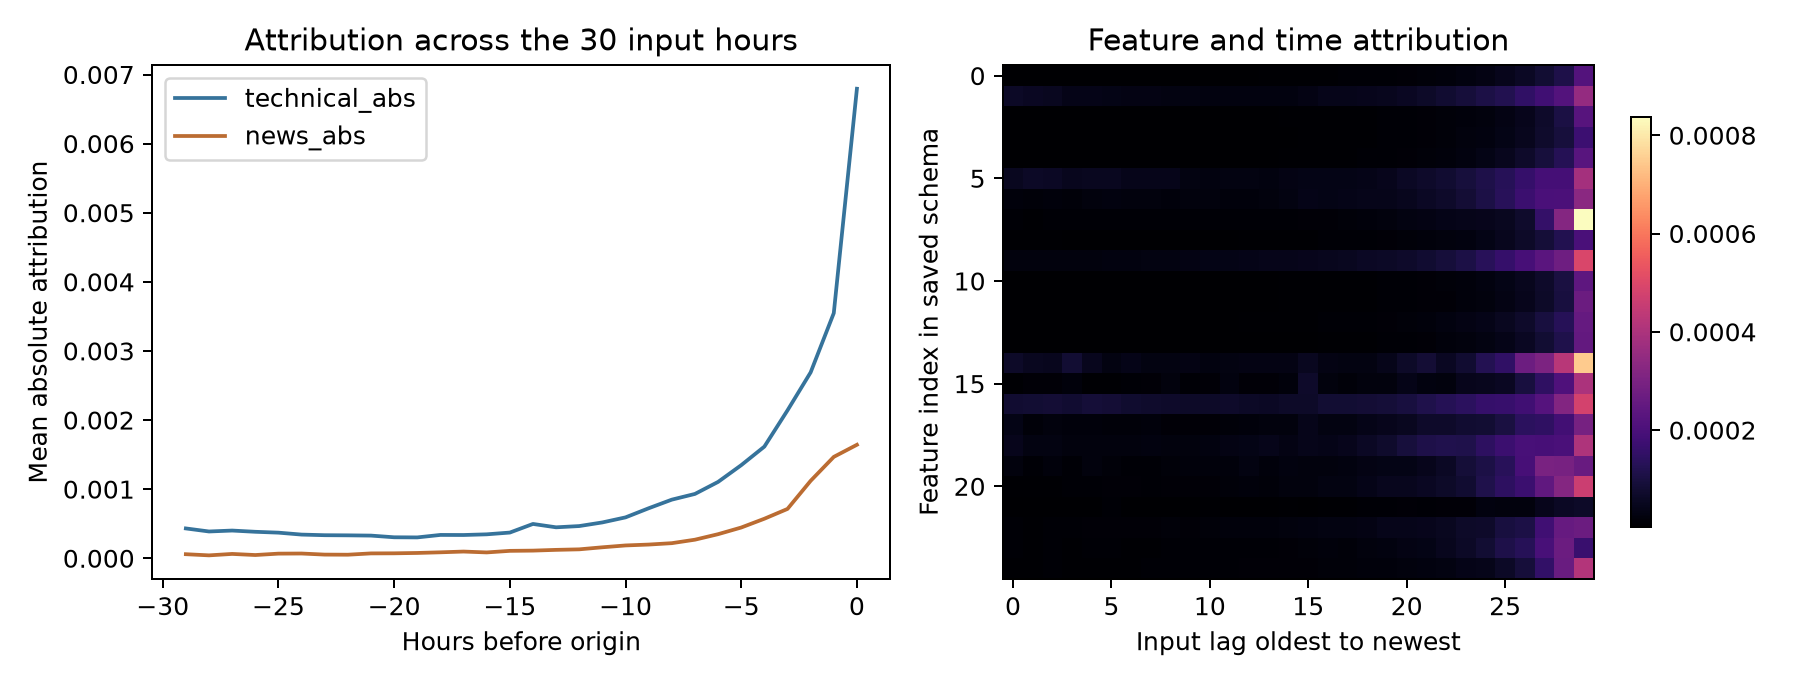 Attribution across the 30 input hours
technical_abs
news_abs
0.007
0.006
0.005
0.004
0.003
0.002
0.001
0.000
Mean absolute attribution
−30 −25 −20 −15 −10 −5 0
Hours before origin
Feature and time attribution
0
5
10
15
20
Feature index in saved schema
0 5 10 15 20 25
Input lag oldest to newest
0.0008
0.0006
0.0004
0.0002